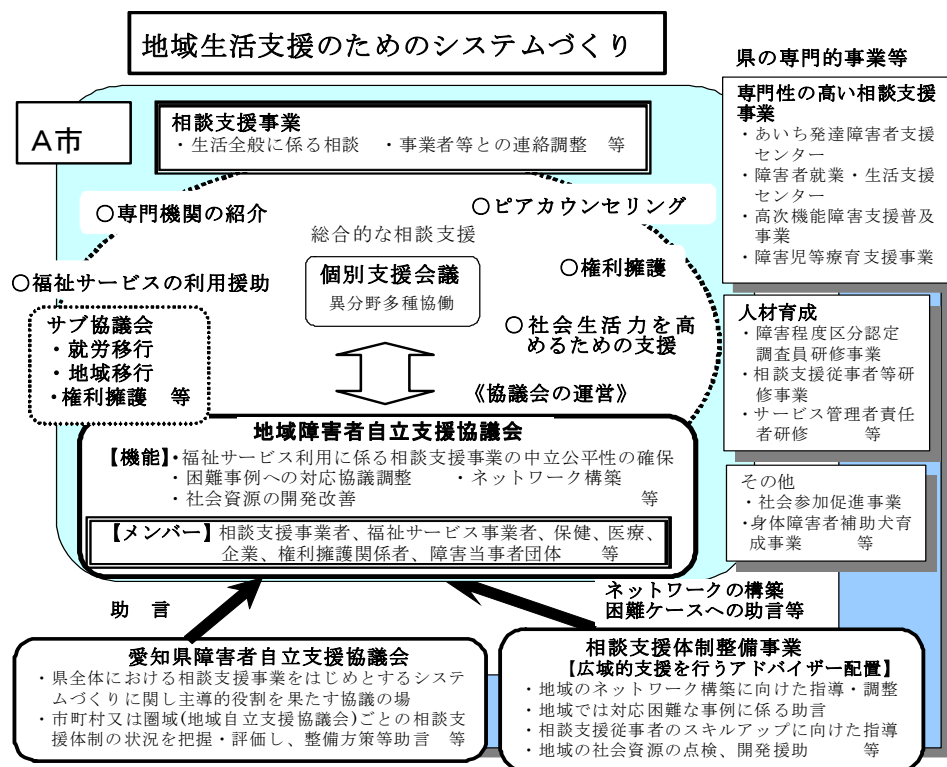 地域生活支援のためのシステムづくり
A市
相談支援事業
・生活全般に係る相談　・事業者等との連絡調整　等
○専門機関の紹介
○ピアカウンセリング
総合的な相談支援
○権利擁護
個別支援会議
異分野多種協働
○福祉サービスの利用援助
○社会生活力を高
めるための支援
サブ協議会
・就労移行
・地域移行
・権利擁護　等
《協議会の運営》
地域障害者自立支援協議会
【機能】・福祉サービス利用に係る相談支援事業の中立公平性の確保
・困難事例への対応協議調整　　・ネットワーク構築
・社会資源の開発改善　　等
【メンバー】相談支援事業者、福祉サービス事業者、保健、医療、
企業、権利擁護関係者、障害当事者団体　　等
県の専門的事業等
専門性の高い相談支援
事業
・あいち発達障害者支援
センター
・障害者就業・生活支援
センター
・高次機能障害支援普及
事業
・障害児等療育支援事業
人材育成
・障害程度区分認定
調査員研修事業
・相談支援従事者等研
修事業
・サービス管理者責任
者研修　　等
その他
・社会参加促進事業
・身体障害者補助犬育
成事業　　等
助　言
ネットワークの構築
困難ケースへの助言等
愛知県障害者自立支援協議会
・県全体における相談支援事業をはじめとするシステ
ムづくりに関し主導的役割を果たす協議の場
・市町村又は圏域(地域自立支援協議会)ごとの相談支
援体制の状況を把握・評価し、整備方策等助言　等
相談支援体制整備事業
【広域的支援を行うアドバイザー配置】
・地域のネットワーク構築に向けた指導・調整
・地域では対応困難な事例に係る助言
・相談支援従事者のスキルアップに向けた指導
・地域の社会資源の点検、開発援助　　等